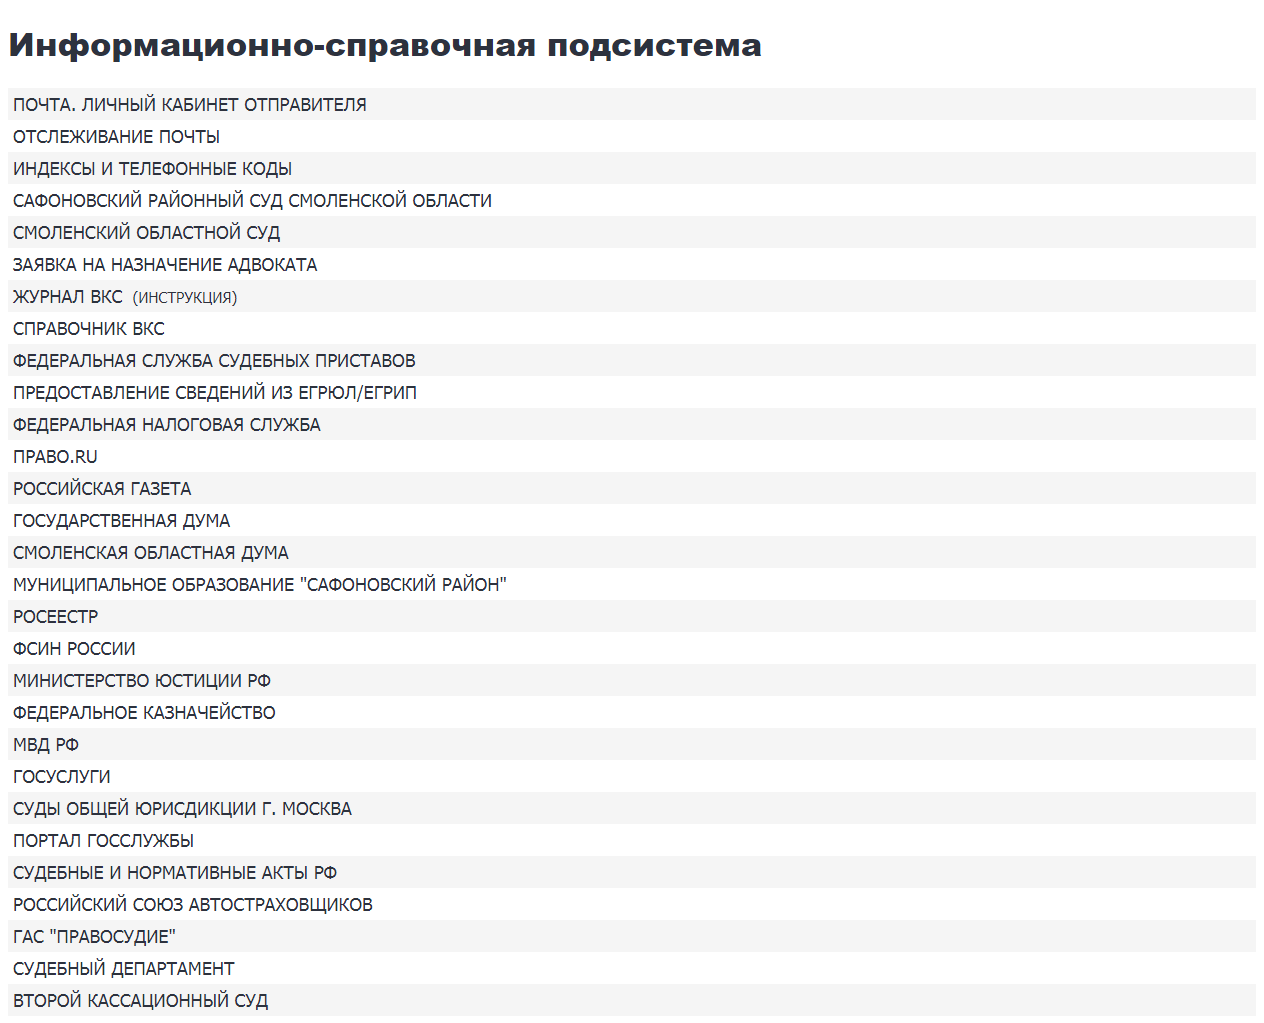 Информационно-справочная подсистема
ПОЧТА. ЛИЧНЫЙ КАБИНЕТ ОТПРАВИТЕЛЯ
ОТСЛЕЖИВАНИЕ ПОЧТЫ
ИНДЕКСЫ И ТЕЛЕФОННЫЕ КОДЫ
САФОНОВСКИЙ РАЙОННЫЙ СУД СМОЛЕНСКОЙ ОБЛАСТИ
СМОЛЕНСКИЙ ОБЛАСТНОЙ СУД
ЗАЯВКА НА НАЗНАЧЕНИЕ АДВОКАТА
ЖУРНАЛ ВКС (ИНСТРУКЦИЯ)
СПРАВОЧНИК ВКС
ФЕДЕРАЛЬНАЯ СЛУЖБА СУДЕБНЫХ ПРИСТАВОВ
ПРЕДОСТАВЛЕНИЕ СВЕДЕНИЙ ИЗ ЕГРЮЛ/ЕГРИП
ФЕДЕРАЛЬНАЯ НАЛОГОВАЯ СЛУЖБА
ПРАВО.RU
РОССИЙСКАЯ ГАЗЕТА
ГОСУДАРСТВЕННАЯ ДУМА
СМОЛЕНСКАЯ ОБЛАСТНАЯ ДУМА
МУНИЦИПАЛЬНОЕ ОБРАЗОВАНИЕ "САФОНОВСКИЙ РАЙОН"
РОСЕЕСТР
ФСИН РОССИИ
МИНИСТЕРСТВО ЮСТИЦИИ РФ
ФЕДЕРАЛЬНОЕ КАЗНАЧЕЙСТВО
МВД РФ
ГОСУСЛУГИ
СУДЫ ОБЩЕЙ ЮРИСДИКЦИИ Г. МОСКВА
ПОРТАЛ ГОССЛУЖБЫ
СУДЕБНЫЕ И НОРМАТИВНЫЕ АКТЫ РФ
РОССИЙСКИЙ СОЮЗ АВТОСТРАХОВЩИКОВ
ГАС "ПРАВОСУДИЕ"
СУДЕБНЫЙ ДЕПАРТАМЕНТ
ВТОРОЙ КАССАЦИОННЫЙ СУД